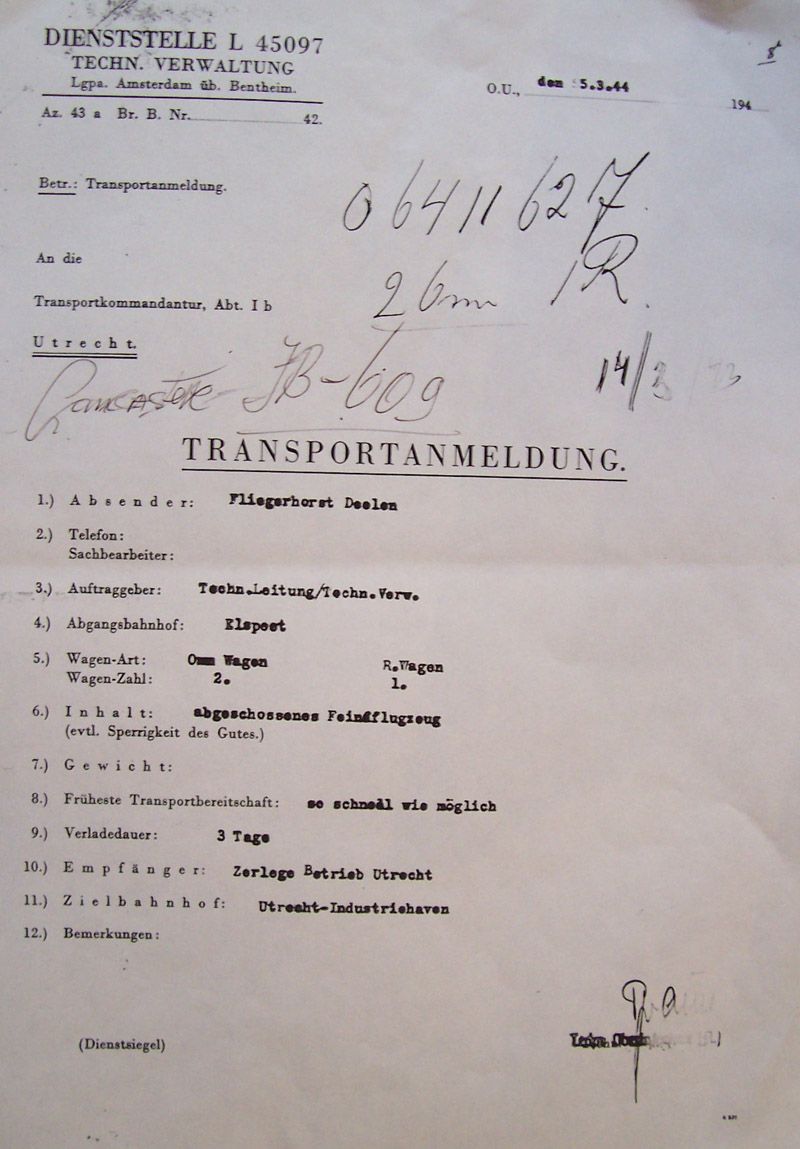 DIENSTSTELLE L 45097
TECHN. VERWALTUNG
Lgpa. Amsterdam üb. Bentheim.
O.U., den 5.3.44 194
Az. 43 a Br. B. Nr. 42.
Betr.: Transportanmeldung.
06411627
An die
26m 1R.
Transportkommandantur, Abt. I b
Utrecht.
14/3
Lancaster JB-609
TRANSPORTANMELDUNG.
1.) Absender: Fliegerhorst Deelen
2.) Telefon:
Sachbearbeiter:
3.) Auftraggeber: Techn.Leitung/Techn.Verw.
4.) Abgangsbahnhof: Elspeet
5.) Wagen-Art: Omm Wagen R.Wagen
Wagen-Zahl: 2. 1.
6.) Inhalt: abgeschossenes Feindflugzeug
(evtl. Sperrigkeit des Gutes.)
7.) Gewicht:
8.) Früheste Transportbereitschaft: so schnell wie möglich
9.) Verladedauer: 3 Tage
10.) Empfänger: Zerlege Betrieb Utrecht
11.) Zielbahnhof: Utrecht-Industriehaven
12.) Bemerkungen:
(Dienstsiegel)